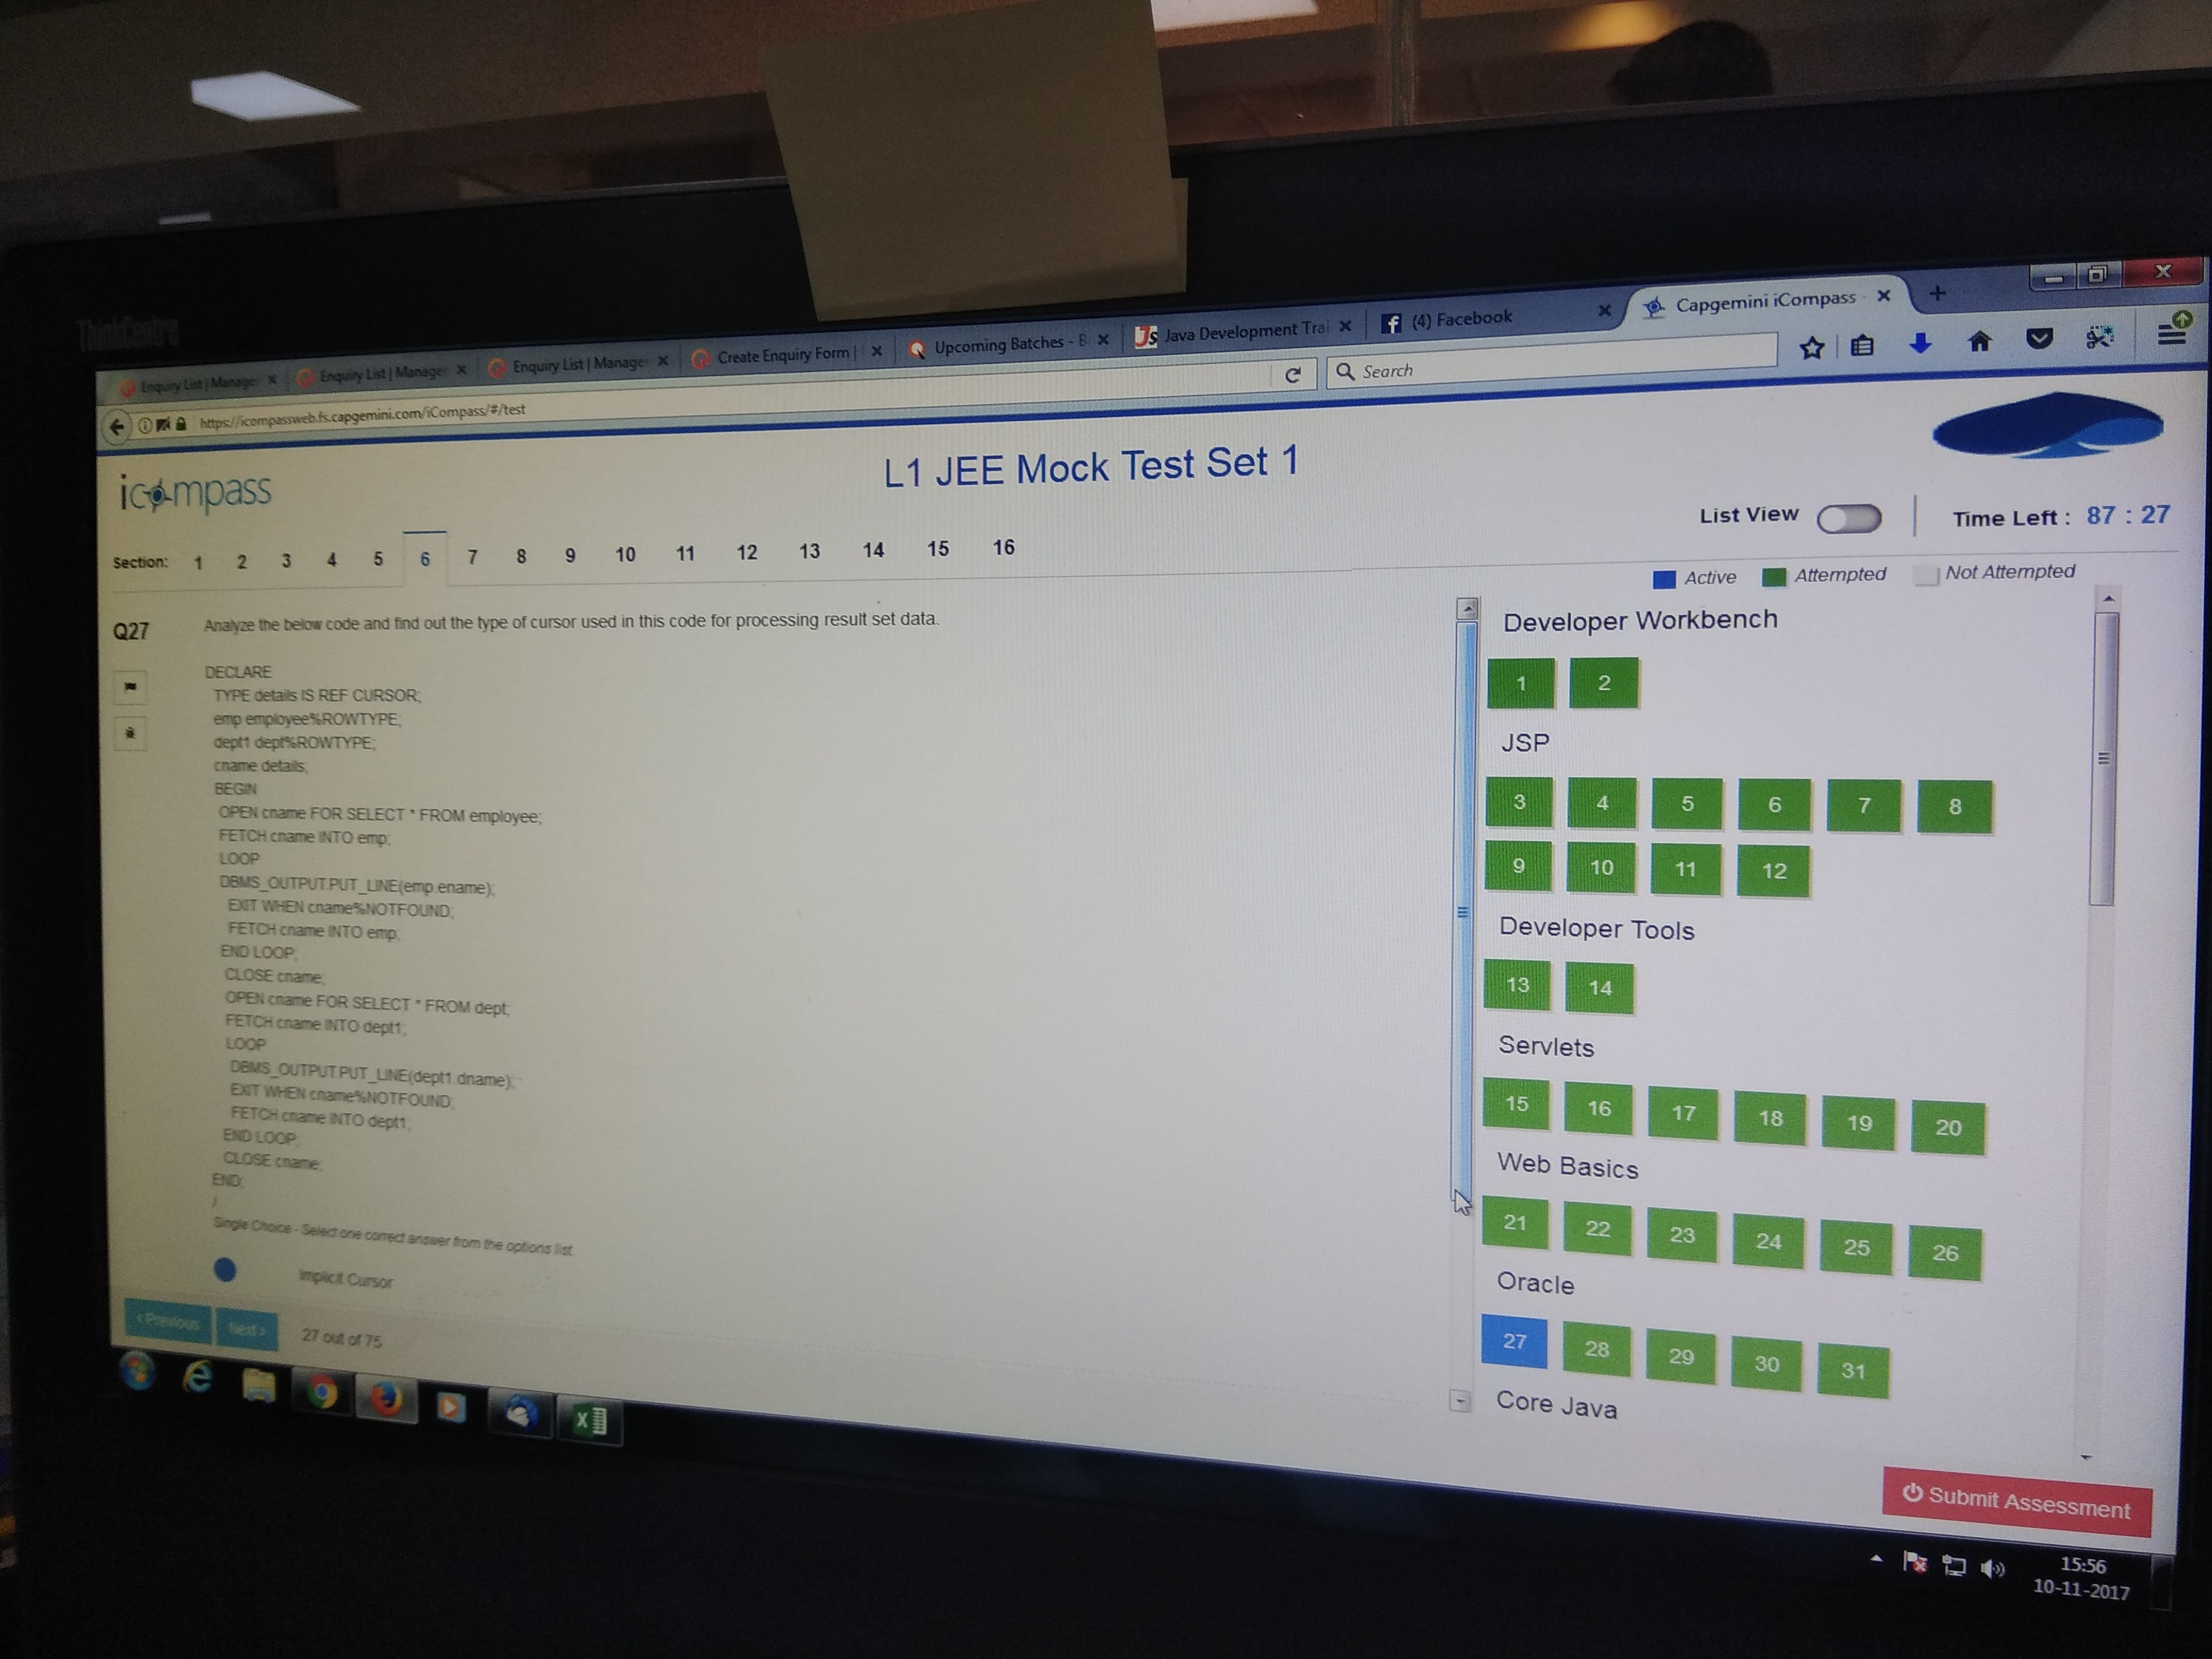 ThinkCentre
Enquiry List | Manager
Enquiry List | Manager
Enquiry List | Manager
Create Enquiry Form |
Upcoming Batches - B
Java Development Trai
(4) Facebook
Capgemini iCompass -
https://icompassweb.fs.capgemini.com/iCompass/#/test
Search
icompass
L1 JEE Mock Test Set 1
List View
Time Left : 87 : 27
Section: 1 2 3 4 5 6 7 8 9 10 11 12 13 14 15 16
Active Attempted Not Attempted
Q27
Analyze the below code and find out the type of cursor used in this code for processing result set data.
DECLARE
TYPE details IS REF CURSOR;
emp employee%ROWTYPE;
dept1 dept%ROWTYPE;
cname details;
BEGIN
OPEN cname FOR SELECT * FROM employee;
FETCH cname INTO emp;
LOOP
DBMS_OUTPUT.PUT_LINE(emp.ename);
EXIT WHEN cname%NOTFOUND;
FETCH cname INTO emp;
END LOOP;
CLOSE cname;
OPEN cname FOR SELECT * FROM dept;
FETCH cname INTO dept1;
LOOP
DBMS_OUTPUT.PUT_LINE(dept1.dname);
EXIT WHEN cname%NOTFOUND;
FETCH cname INTO dept1;
END LOOP;
CLOSE cname;
END;
/
Single Choice - Select one correct answer from the options list.
Implicit Cursor
< Previous
Next >
27 out of 75
Developer Workbench
1 2
JSP
3 4 5 6 7 8
9 10 11 12
Developer Tools
13 14
Servlets
15 16 17 18 19 20
Web Basics
21 22 23 24 25 26
Oracle
27 28 29 30 31
Core Java
Submit Assessment
15:56
10-11-2017